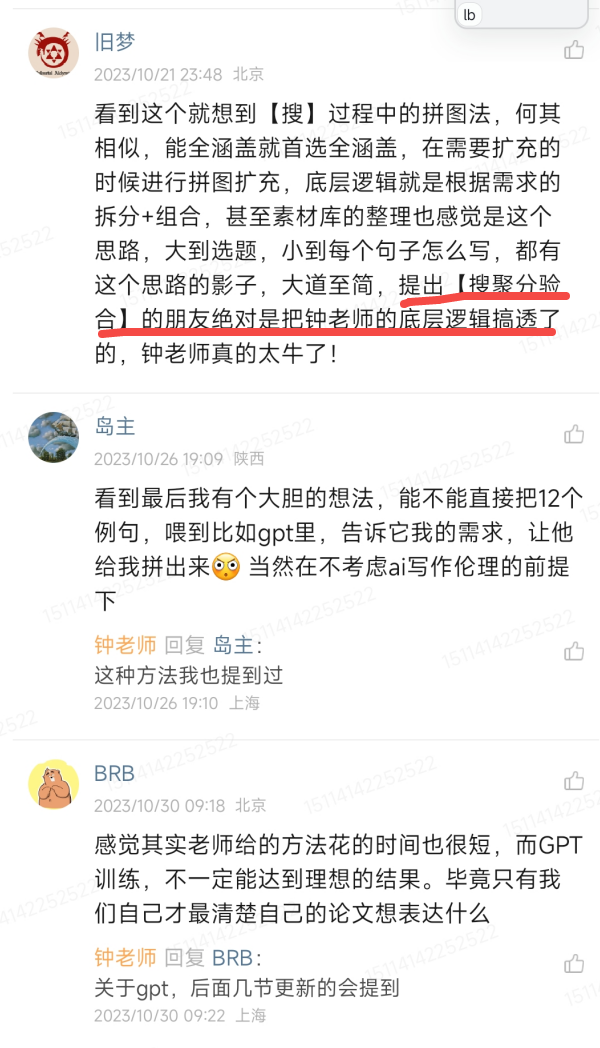 lb
旧梦
2023/10/21 23:48 北京
看到这个就想到【搜】过程中的拼图法，何其
相似，能全涵盖就首选全涵盖，在需要扩充的
时候进行拼图扩充，底层逻辑就是根据需求的
拆分+组合，甚至素材库的整理也感觉是这个
思路，大到选题，小到每个句子怎么写，都有
这个思路的影子，大道至简，提出【搜聚分验
合】的朋友绝对是把钟老师的底层逻辑搞透了
的，钟老师真的太牛了！
岛主
2023/10/26 19:09 陕西
看到最后我有个大胆的想法，能不能直接把12个
例句，喂到比如gpt里，告诉它我的需求，让他
给我拼出来 当然在不考虑ai写作伦理的前提
下
钟老师 回复 岛主：
这种方法我也提到过
2023/10/26 19:10 上海
BRB
2023/10/30 09:18 北京
感觉其实老师给的方法花的时间也很短，而GPT
训练，不一定能达到理想的结果。毕竟只有我
们自己才最清楚自己的论文想表达什么
钟老师 回复 BRB：
关于gpt，后面几节更新的会提到
2023/10/30 09:22 上海
15114142252522